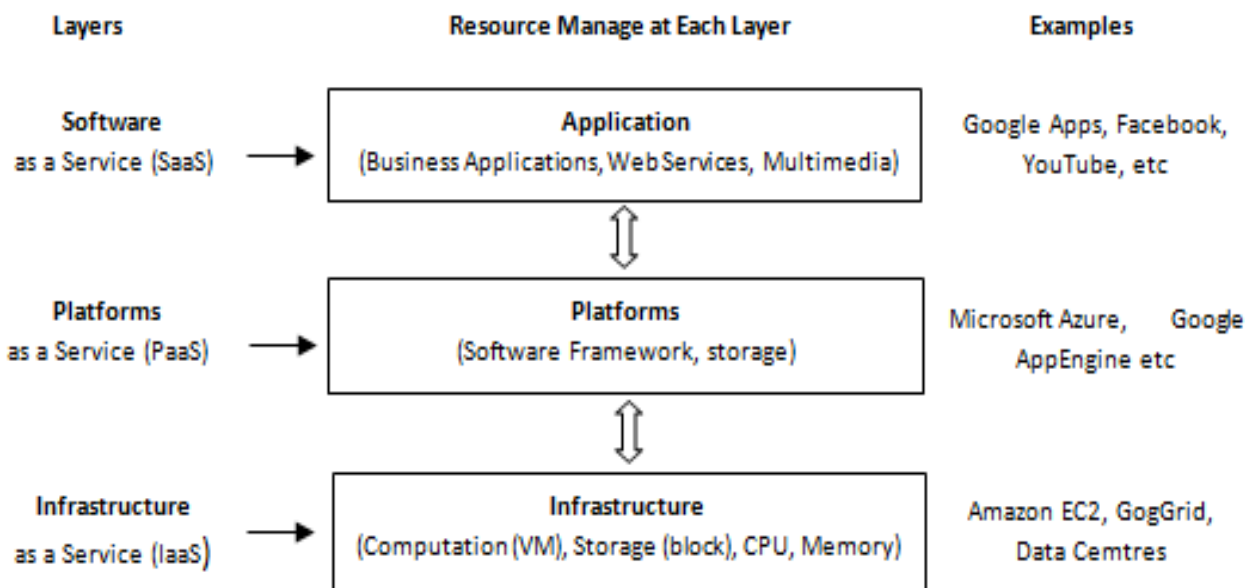 Layers
Resource Manage at Each Layer
Examples
Software
as a Service (SaaS)
Application
(Business Applications, Web Services, Multimedia)
Google Apps, Facebook,
YouTube, etc
Platforms
as a Service (PaaS)
Platforms
(Software Framework, storage)
Microsoft Azure, Google
AppEngine etc
Infrastructure
as a Service (IaaS)
Infrastructure
(Computation (VM), Storage (block), CPU, Memory)
Amazon EC2, GogGrid,
Data Cemtres